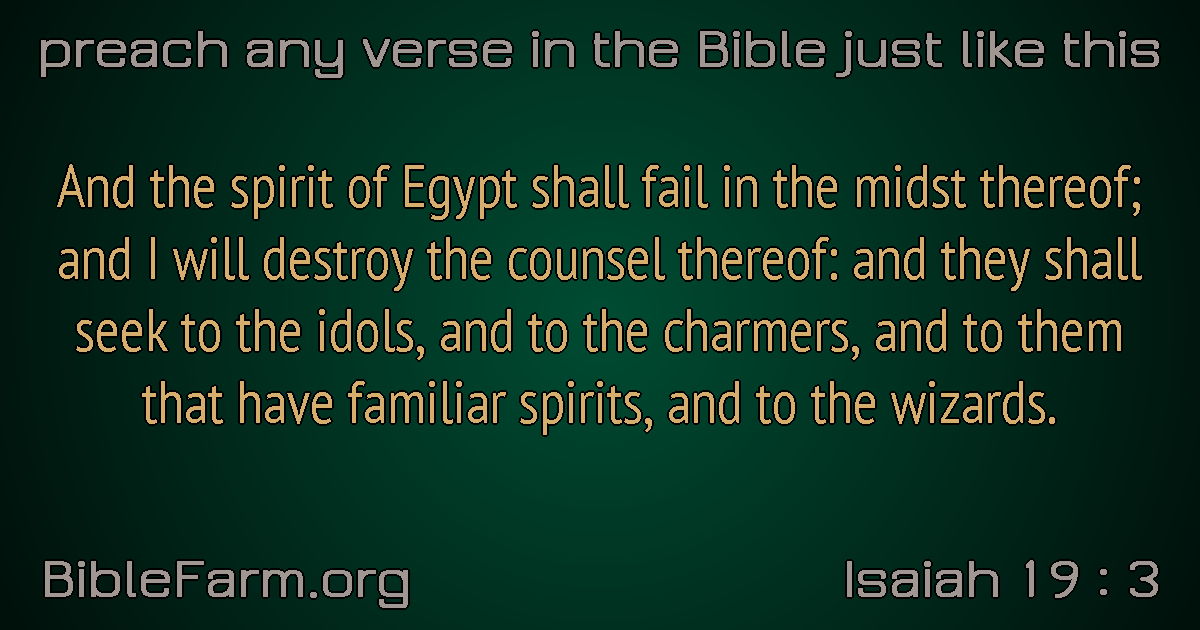 preach any verse in the Bible just like this
And the spirit of Egypt shall fail in the midst thereof;
and I will destroy the counsel thereof: and they shall
seek to the idols, and to the charmers, and to them
that have familiar spirits, and to the wizards.
BibleFarm.org
Isaiah 19 : 3